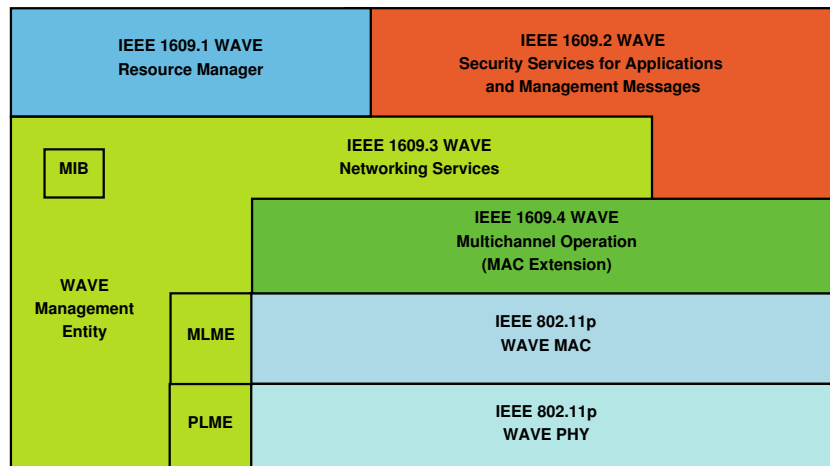 IEEE 1609.1 WAVE
Resource Manager
IEEE 1609.2 WAVE
Security Services for Applications
and Management Messages
IEEE 1609.3 WAVE
Networking Services
MIB
IEEE 1609.4 WAVE
Multichannel Operation
(MAC Extension)
WAVE
Management
Entity
MLME
IEEE 802.11p
WAVE MAC
PLME
IEEE 802.11p
WAVE PHY